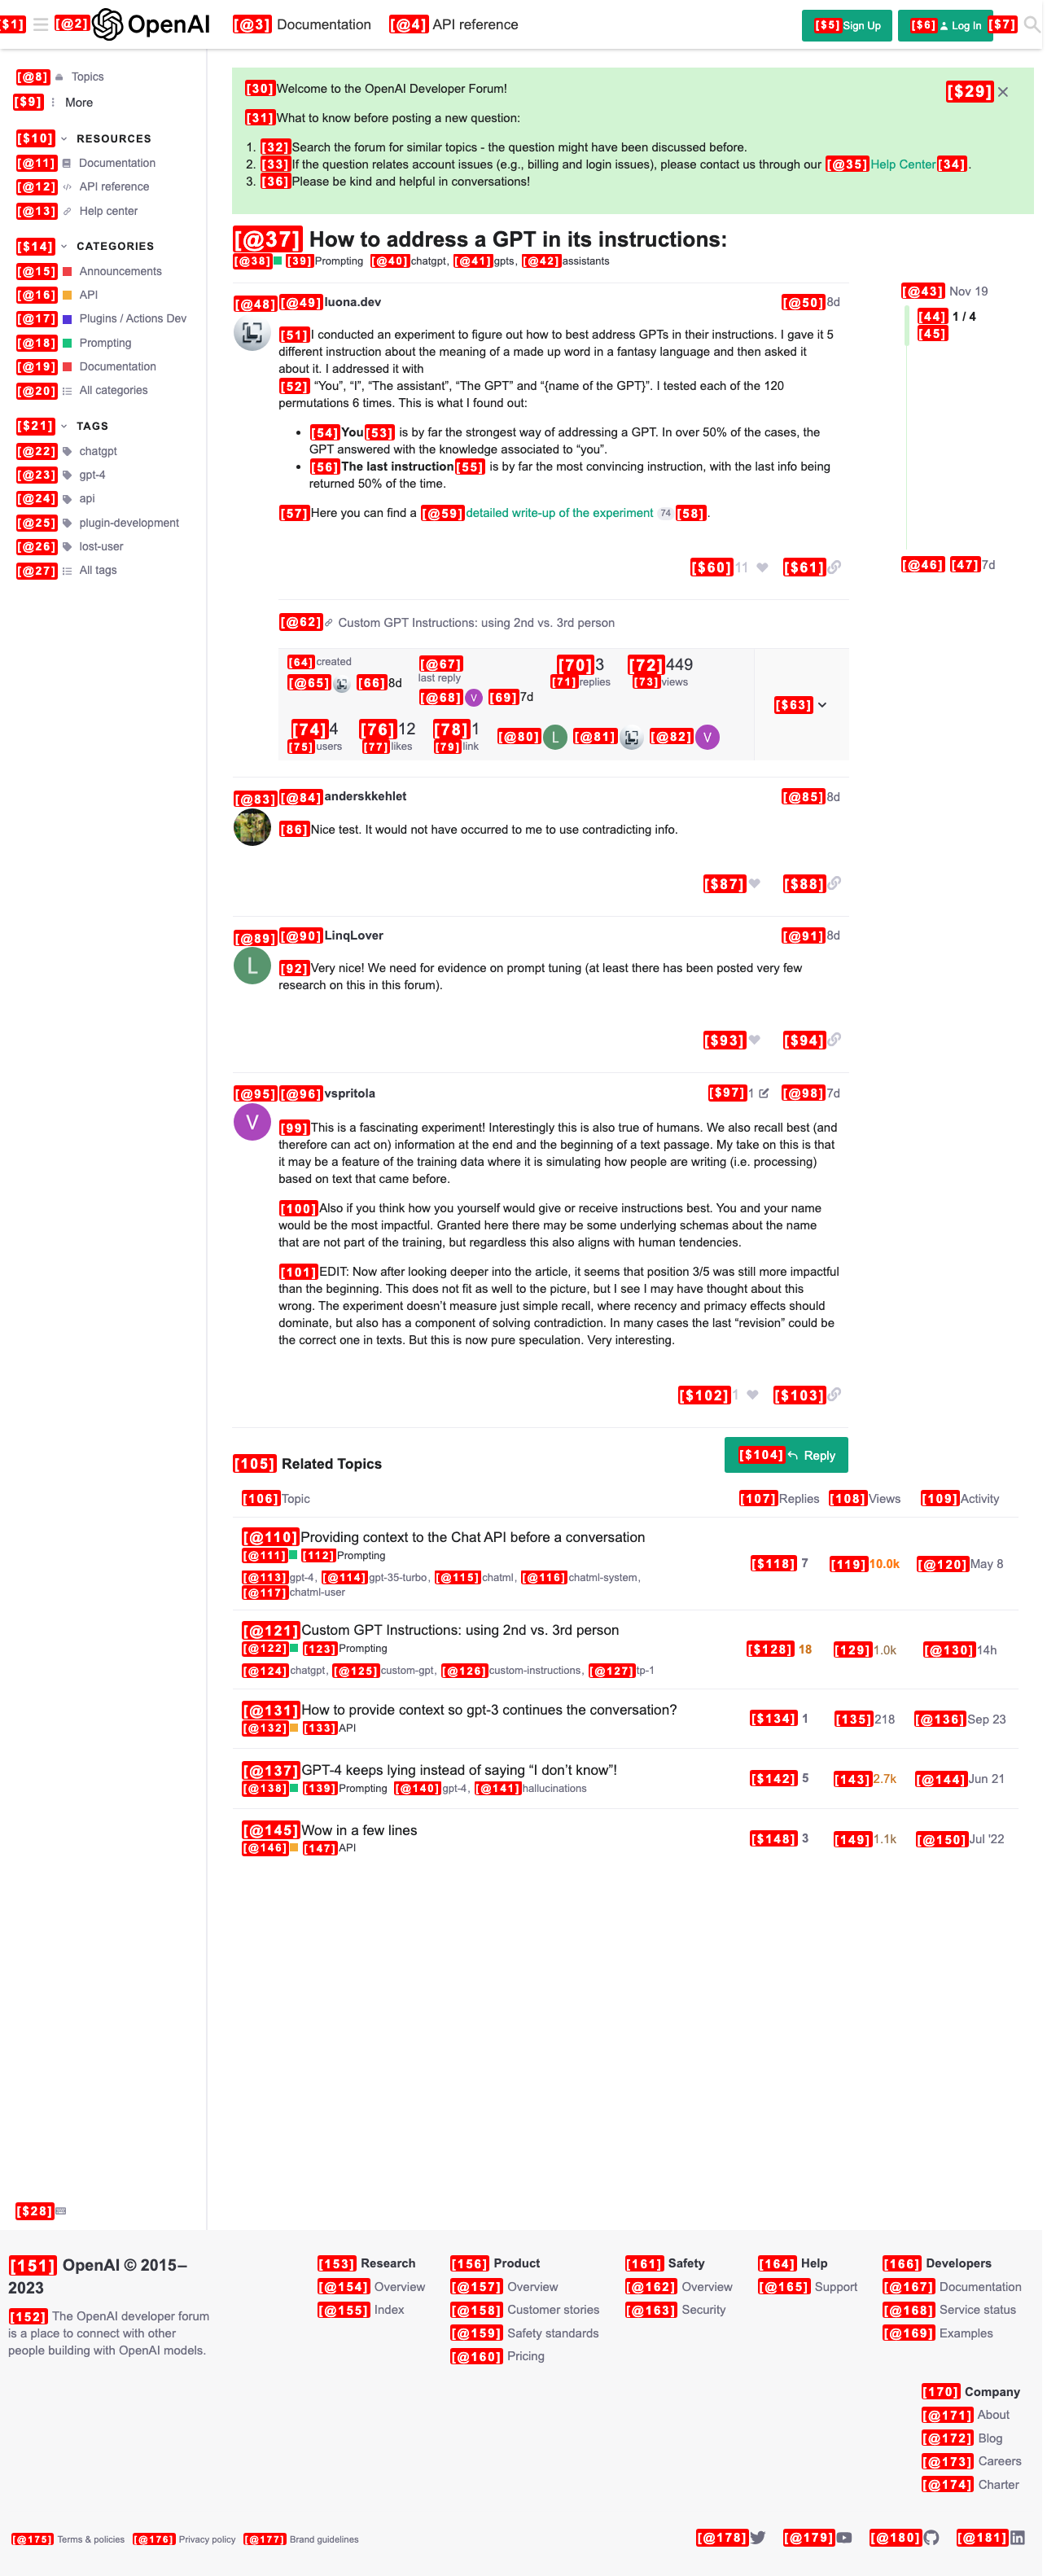 [$1] [@2] OpenAI [@3] Documentation [@4] API reference [$5] Sign Up [$6] Log In [$7]
[@8] Topics
[$9] More
[$10] RESOURCES
[@11] Documentation
[@12] API reference
[@13] Help center
[$14] CATEGORIES
[@15] Announcements
[@16] API
[@17] Plugins / Actions Dev
[@18] Prompting
[@19] Documentation
[@20] All categories
[$21] TAGS
[@22] chatgpt
[@23] gpt-4
[@24] api
[@25] plugin-development
[@26] lost-user
[@27] All tags
[$28]
[30] Welcome to the OpenAI Developer Forum! [$29]
[31] What to know before posting a new question:
1. [32] Search the forum for similar topics - the question might have been discussed before.
2. [33] If the question relates account issues (e.g., billing and login issues), please contact us through our [@35] Help Center [34].
3. [36] Please be kind and helpful in conversations!
[@37] How to address a GPT in its instructions:
[@38] [39] Prompting [@40] chatgpt, [@41] gpts, [@42] assistants
[@43] Nov 19
[44] 1 / 4
[45]
[@46] [47] 7d
[@48] [@49] luona.dev [@50] 8d
[51] I conducted an experiment to figure out how to best address GPTs in their instructions. I gave it 5
different instruction about the meaning of a made up word in a fantasy language and then asked it
about it. I addressed it with
[52] “You”, “I”, “The assistant”, “The GPT” and “{name of the GPT}”. I tested each of the 120
permutations 6 times. This is what I found out:
• [54] You [53] is by far the strongest way of addressing a GPT. In over 50% of the cases, the
GPT answered with the knowledge associated to “you”.
• [56] The last instruction [55] is by far the most convincing instruction, with the last info being
returned 50% of the time.
[57] Here you can find a [@59] detailed write-up of the experiment 74 [58].
[$60] 11 [$61]
[@62] Custom GPT Instructions: using 2nd vs. 3rd person
[64] created [@67] [70] 3 [72] 449
[@65] [66] 8d last reply [71] replies [73] views
[@68] V [69] 7d [$63]
[74] 4 [76] 12 [78] 1 [@80] L [@81] [@82] V
[75] users [77] likes [79] link
[@83] [@84] anderskkehlet [@85] 8d
[86] Nice test. It would not have occurred to me to use contradicting info.
[$87] [$88]
[@89] [@90] LinqLover [@91] 8d
L
[92] Very nice! We need for evidence on prompt tuning (at least there has been posted very few
research on this in this forum).
[$93] [$94]
[@95] [@96] vspritola [$97] 1 [@98] 7d
V
[99] This is a fascinating experiment! Interestingly this is also true of humans. We also recall best (and
therefore can act on) information at the end and the beginning of a text passage. My take on this is that
it may be a feature of the training data where it is simulating how people are writing (i.e. processing)
based on text that came before.
[100] Also if you think how you yourself would give or receive instructions best. You and your name
would be the most impactful. Granted here there may be some underlying schemas about the name
that are not part of the training, but regardless this also aligns with human tendencies.
[101] EDIT: Now after looking deeper into the article, it seems that position 3/5 was still more impactful
than the beginning. This does not fit as well to the picture, but I see I may have thought about this
wrong. The experiment doesn’t measure just simple recall, where recency and primacy effects should
dominate, but also has a component of solving contradiction. In many cases the last “revision” could be
the correct one in texts. But this is now pure speculation. Very interesting.
[$102] 1 [$103]
[$104] Reply
[105] Related Topics
[106] Topic [107] Replies [108] Views [109] Activity
[@110] Providing context to the Chat API before a conversation
[@111] [112] Prompting [$118] 7 [119] 10.0k [@120] May 8
[@113] gpt-4, [@114] gpt-35-turbo, [@115] chatml, [@116] chatml-system,
[@117] chatml-user
[@121] Custom GPT Instructions: using 2nd vs. 3rd person
[@122] [123] Prompting [$128] 18 [129] 1.0k [@130] 14h
[@124] chatgpt, [@125] custom-gpt, [@126] custom-instructions, [@127] tp-1
[@131] How to provide context so gpt-3 continues the conversation?
[@132] [133] API [$134] 1 [135] 218 [@136] Sep 23
[@137] GPT-4 keeps lying instead of saying “I don’t know”!
[@138] [139] Prompting [@140] gpt-4, [@141] hallucinations [$142] 5 [143] 2.7k [@144] Jun 21
[@145] Wow in a few lines
[@146] [147] API [$148] 3 [149] 1.1k [@150] Jul '22
[151] OpenAI © 2015–
2023
[152] The OpenAI developer forum
is a place to connect with other
people building with OpenAI models.
[153] Research
[@154] Overview
[@155] Index
[156] Product
[@157] Overview
[@158] Customer stories
[@159] Safety standards
[@160] Pricing
[161] Safety
[@162] Overview
[@163] Security
[164] Help
[@165] Support
[166] Developers
[@167] Documentation
[@168] Service status
[@169] Examples
[170] Company
[@171] About
[@172] Blog
[@173] Careers
[@174] Charter
[@175] Terms & policies [@176] Privacy policy [@177] Brand guidelines
[@178] [@179] [@180] [@181]